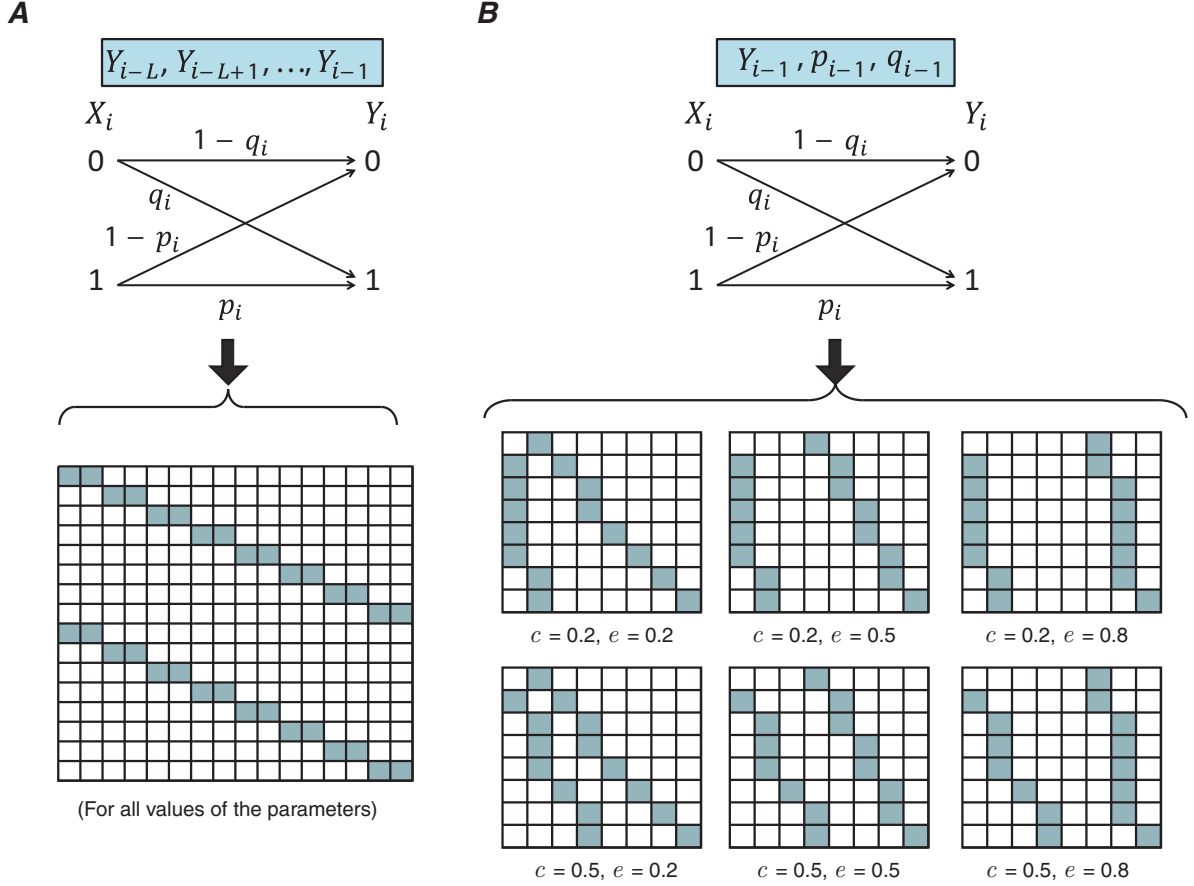 A
B
Y_{i−L}, Y_{i−L+1}, …, Y_{i−1}
Y_{i−1}, p_{i−1}, q_{i−1}
X_i Y_i
X_i Y_i
1 − q_i
1 − q_i
0 0
0 0
q_i
q_i
1 − p_i
1 − p_i
1 1
1 1
p_i
p_i
c = 0.2, e = 0.2
c = 0.2, e = 0.5
c = 0.2, e = 0.8
(For all values of the parameters)
c = 0.5, e = 0.2
c = 0.5, e = 0.5
c = 0.5, e = 0.8